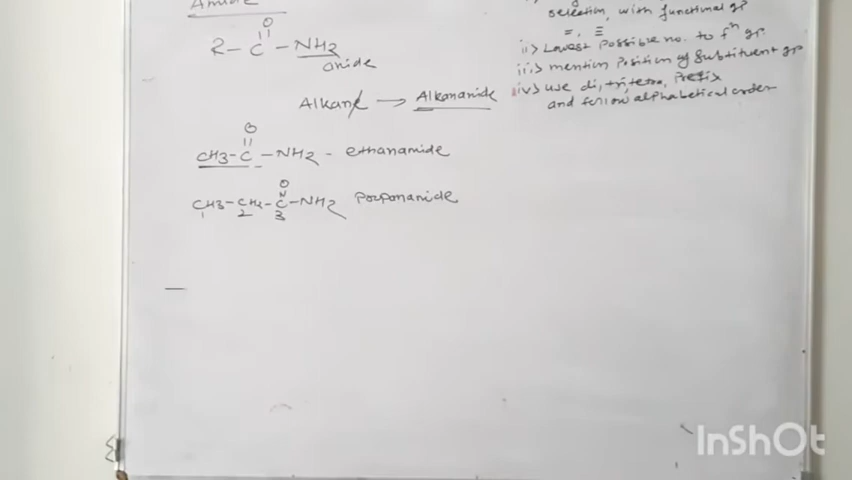 Amide
selection, with functional gp
=, ≡
ii) Lowest possible no. to fⁿ gp.
iii) mention position of substituent gp
iv) use di, tri, tetra, prefix
and follow alphabetical order
O
||
R-C-NH2
amide
Alkane → Alkanamide
O
||
CH3-C-NH2 - ethanamide
O
||
CH3-CH2-C-NH2 Porponamide
1 2 3
InShOt